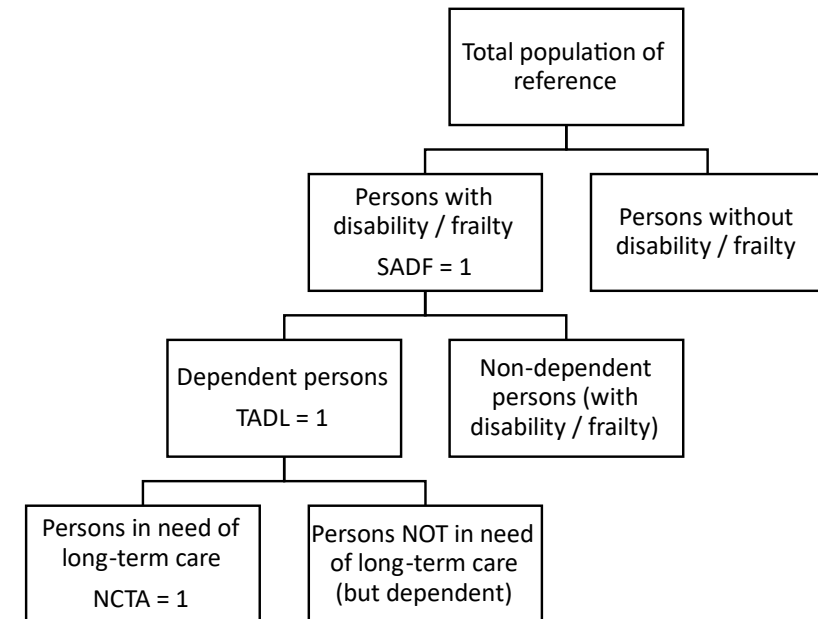 Total population of
reference
Persons with
disability / frailty
SADF = 1
Persons without
disability / frailty
Dependent persons
TADL = 1
Non-dependent
persons (with
disability / frailty)
Persons in need of
long-term care
NCTA = 1
Persons NOT in need
of long-term care
(but dependent)